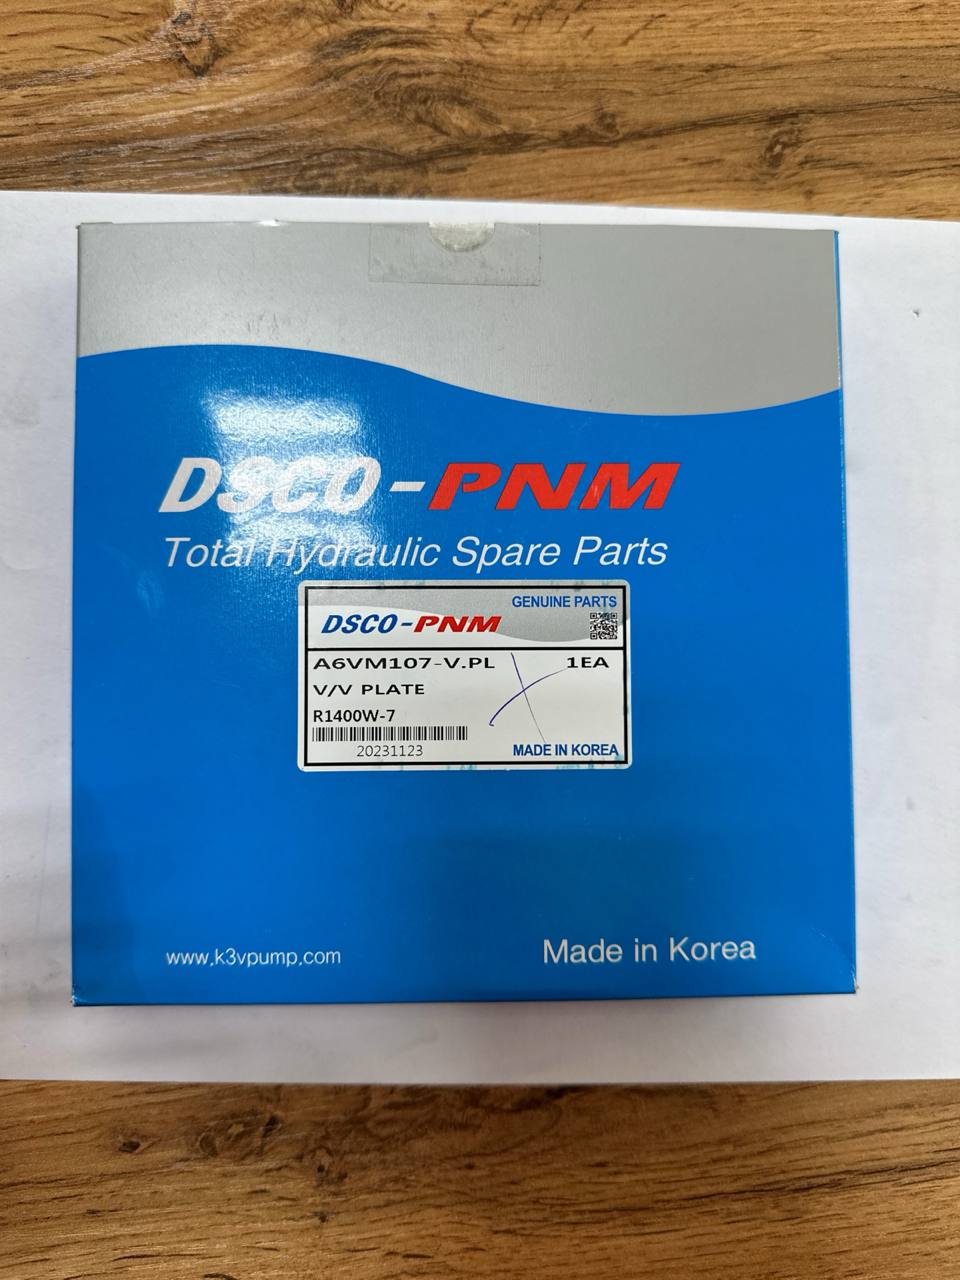 DSCO-PNM
Total Hydraulic Spare Parts
GENUINE PARTS
DSCO-PNM
A6VM107-V.PL 1EA
V/V PLATE
R1400W-7
20231123
MADE IN KOREA
www.k3vpump.com
Made in Korea